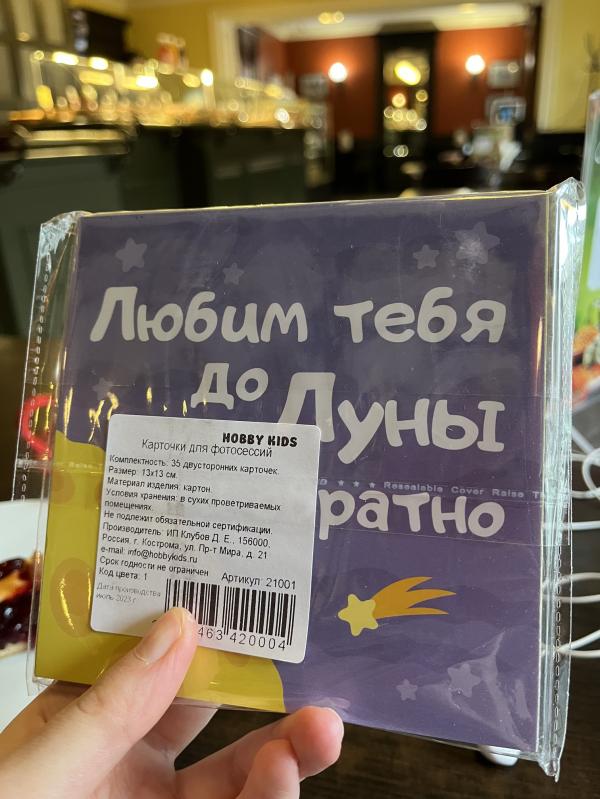 Любим тебя
до Луны
ратно
HOBBY KIDS
Карточки для фотосессий
Комплектность: 35 двусторонних карточек.
Размер: 13х13 см.
Материал изделия: картон.
Условия хранения: в сухих проветриваемых
помещениях.
Не подлежит обязательной сертификации.
Производитель: ИП Клубов Д. Е., 156000,
Россия, г. Кострома, ул. Пр-т Мира, д. 21
e-mail: info@hobbykids.ru
Срок годности не ограничен
Артикул: 21001
Код цвета: 1
Дата производства
июль 2023 г.
463 420004
★ ★ ★ Resealable Cover Raise